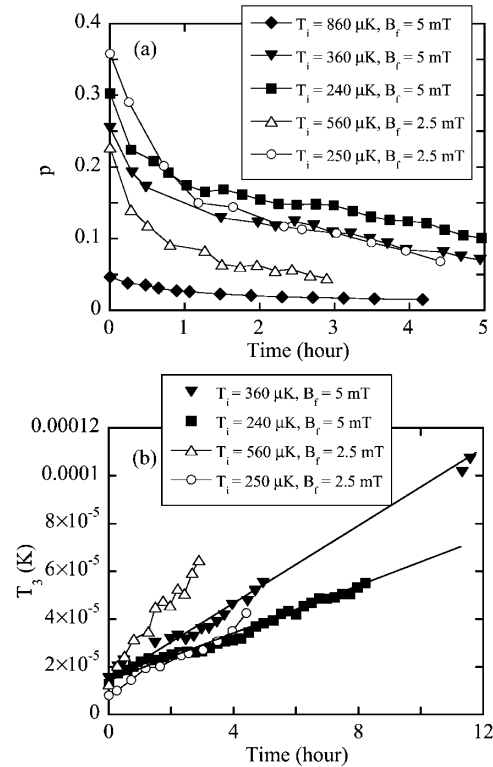 0.4
(a)
T_i = 860 µK, B_f = 5 mT
T_i = 360 µK, B_f = 5 mT
T_i = 240 µK, B_f = 5 mT
T_i = 560 µK, B_f = 2.5 mT
T_i = 250 µK, B_f = 2.5 mT
0.3
0.2
0.1
0
p
0 1 2 3 4 5
Time (hour)
T_i = 360 µK, B_f = 5 mT
T_i = 240 µK, B_f = 5 mT
T_i = 560 µK, B_f = 2.5 mT
T_i = 250 µK, B_f = 2.5 mT
(b)
0.00012
0.0001
8×10⁻⁵
6×10⁻⁵
4×10⁻⁵
2×10⁻⁵
0
T_3 (K)
0 4 8 12
Time (hour)